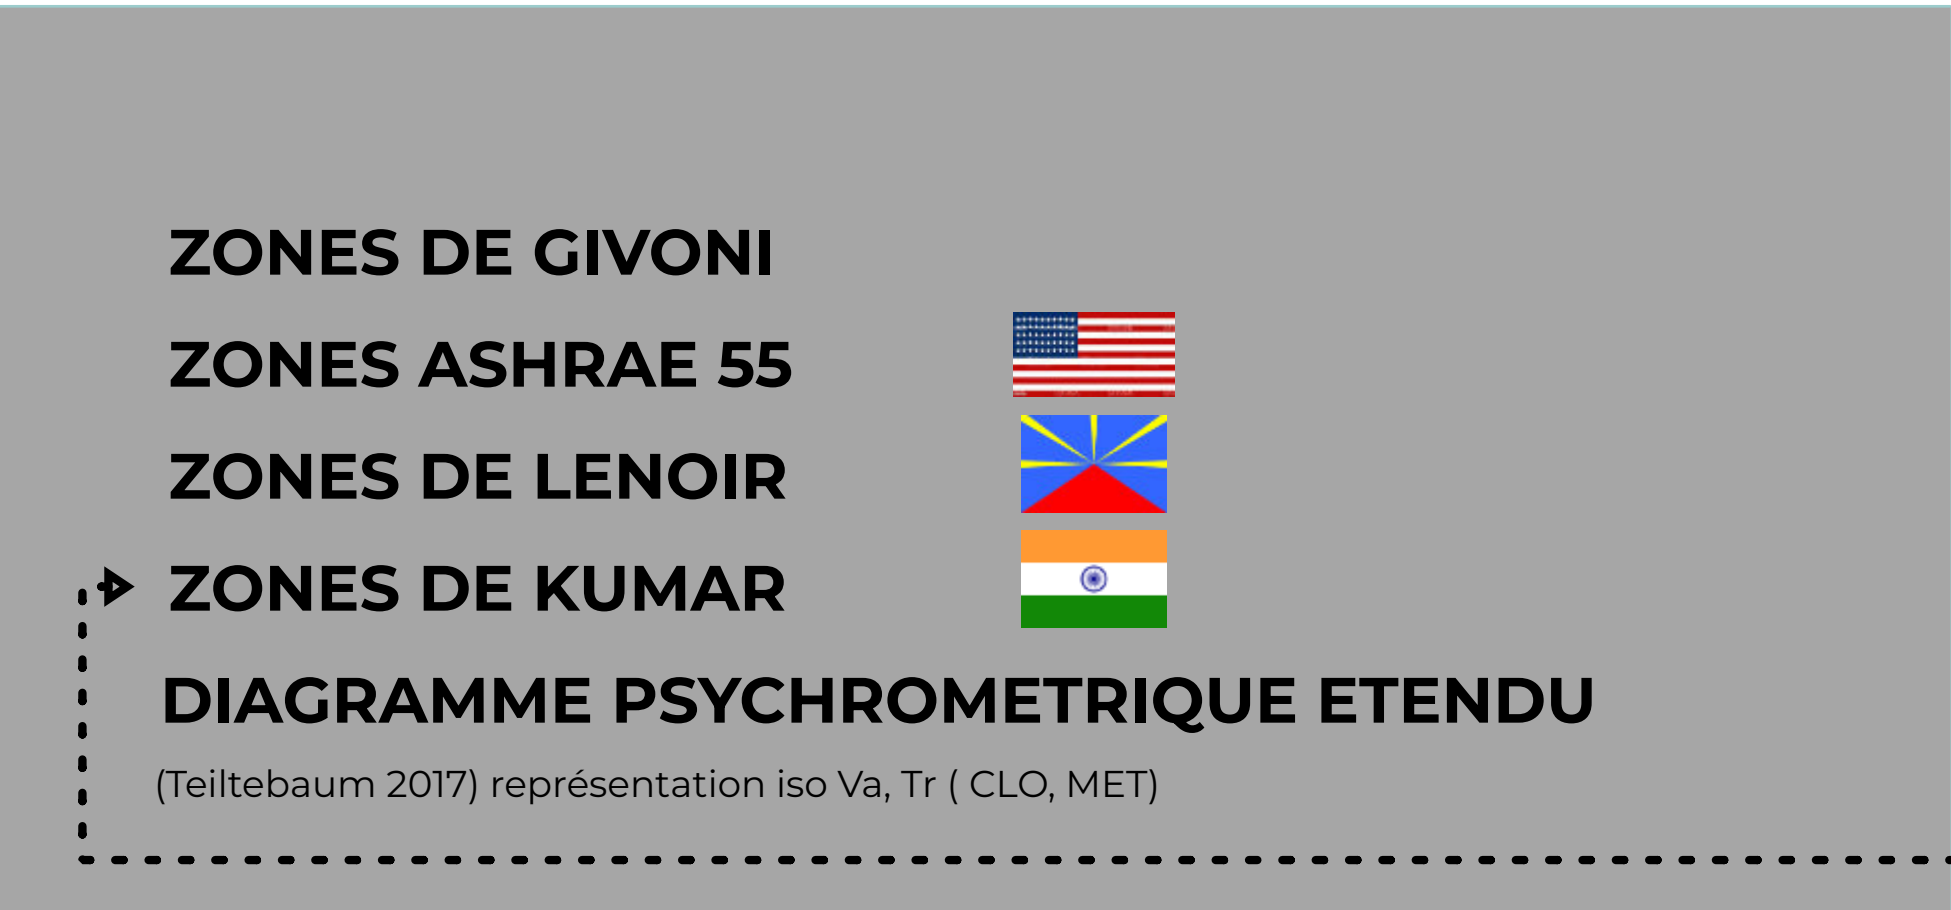 ZONES DE GIVONI
ZONES ASHRAE 55
ZONES DE LENOIR
ZONES DE KUMAR
DIAGRAMME PSYCHROMETRIQUE ETENDU
(Teiltebaum 2017) représentation iso Va, Tr ( CLO, MET)